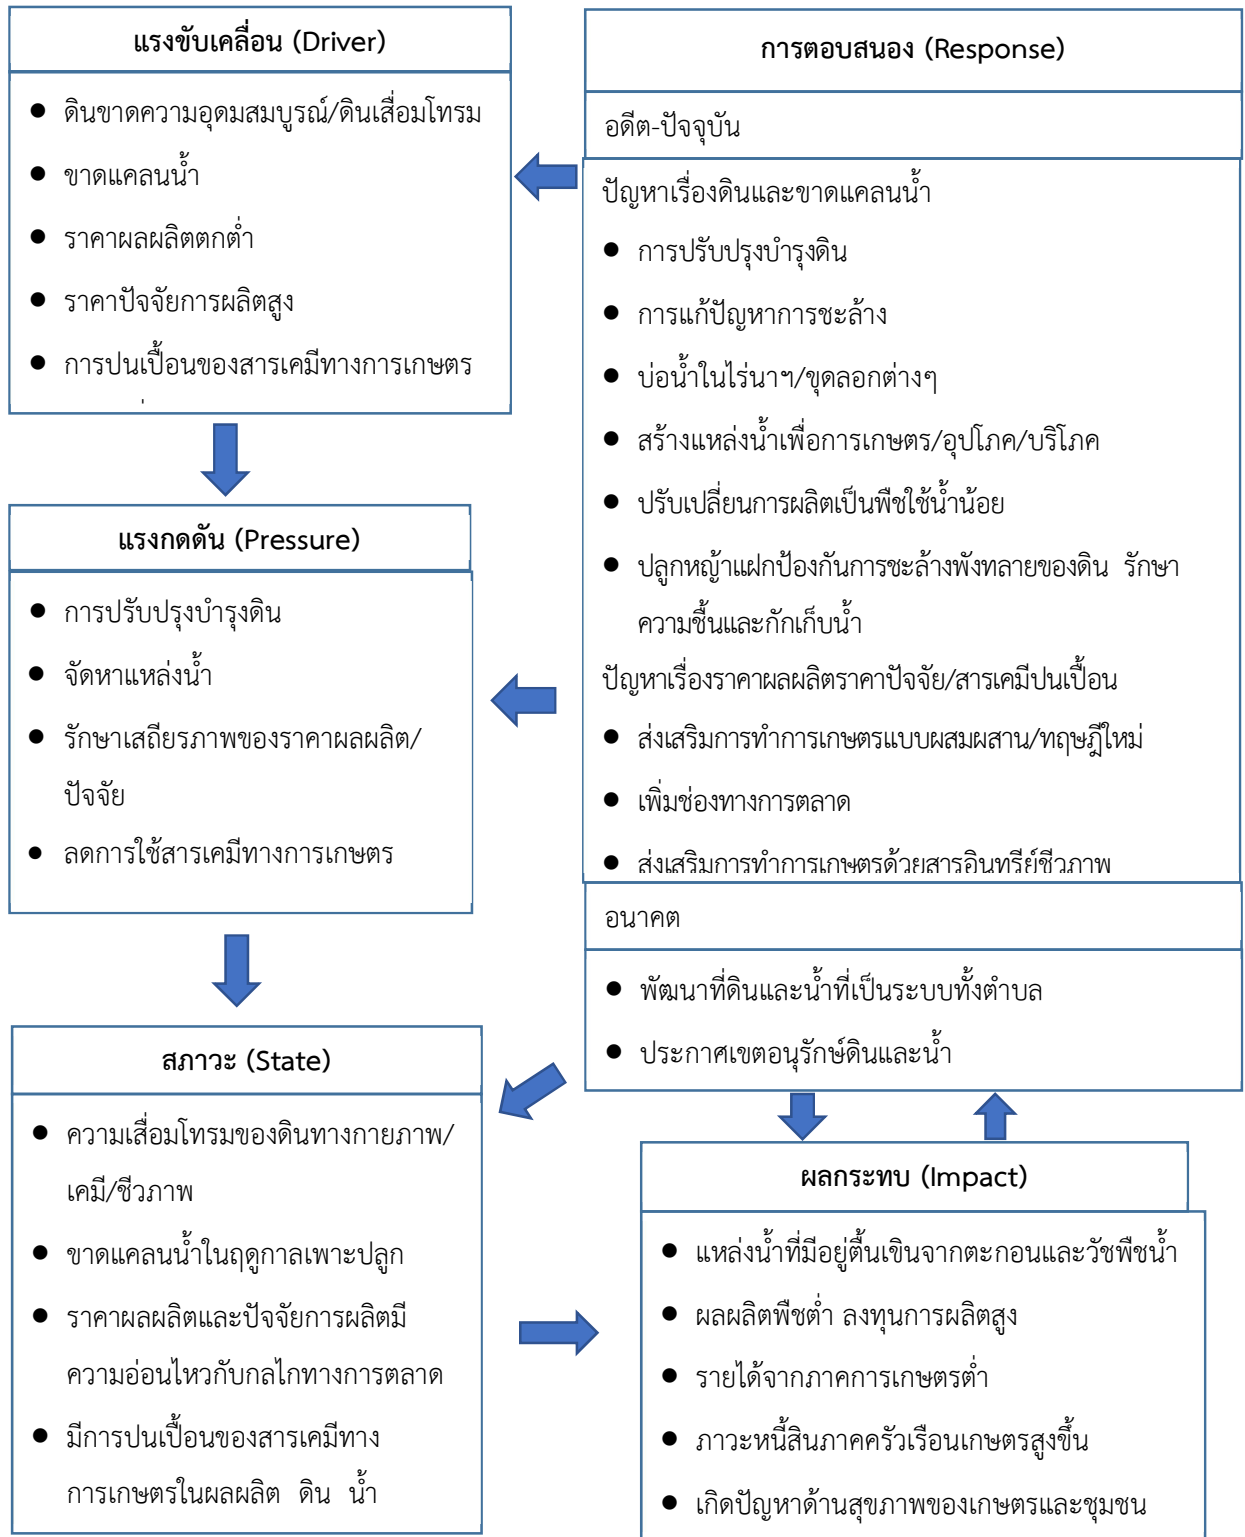 แรงขับเคลื่อน (Driver)
● ดินขาดความอุดมสมบูรณ์/ดินเสื่อมโทรม
● ขาดแคลนน้ำ
● ราคาผลผลิตตกต่ำ
● ราคาปัจจัยการผลิตสูง
● การปนเปื้อนของสารเคมีทางการเกษตร
แรงกดดัน (Pressure)
● การปรับปรุงบำรุงดิน
● จัดหาแหล่งน้ำ
● รักษาเสถียรภาพของราคาผลผลิต/
ปัจจัย
● ลดการใช้สารเคมีทางการเกษตร
สภาวะ (State)
● ความเสื่อมโทรมของดินทางกายภาพ/
เคมี/ชีวภาพ
● ขาดแคลนน้ำในฤดูกาลเพาะปลูก
● ราคาผลผลิตและปัจจัยการผลิตมี
ความอ่อนไหวกับกลไกทางการตลาด
● มีการปนเปื้อนของสารเคมีทาง
การเกษตรในผลผลิต ดิน น้ำ
การตอบสนอง (Response)
อดีต-ปัจจุบัน
ปัญหาเรื่องดินและขาดแคลนน้ำ
● การปรับปรุงบำรุงดิน
● การแก้ปัญหาการชะล้าง
● บ่อน้ำในไร่นาฯ/ขุดลอกต่างๆ
● สร้างแหล่งน้ำเพื่อการเกษตร/อุปโภค/บริโภค
● ปรับเปลี่ยนการผลิตเป็นพืชใช้น้ำน้อย
● ปลูกหญ้าแฝกป้องกันการชะล้างพังทลายของดิน รักษา
ความชื้นและกักเก็บน้ำ
ปัญหาเรื่องราคาผลผลิตราคาปัจจัย/สารเคมีปนเปื้อน
● ส่งเสริมการทำการเกษตรแบบผสมผสาน/ทฤษฎีใหม่
● เพิ่มช่องทางการตลาด
● ส่งเสริมการทำการเกษตรด้วยสารอินทรีย์ชีวภาพ
อนาคต
● พัฒนาที่ดินและน้ำที่เป็นระบบทั้งตำบล
● ประกาศเขตอนุรักษ์ดินและน้ำ
ผลกระทบ (Impact)
● แหล่งน้ำที่มีอยู่ตื้นเขินจากตะกอนและวัชพืชน้ำ
● ผลผลิตพืชต่ำ ลงทุนการผลิตสูง
● รายได้จากภาคการเกษตรต่ำ
● ภาวะหนี้สินภาคครัวเรือนเกษตรสูงขึ้น
● เกิดปัญหาด้านสุขภาพของเกษตรและชุมชน